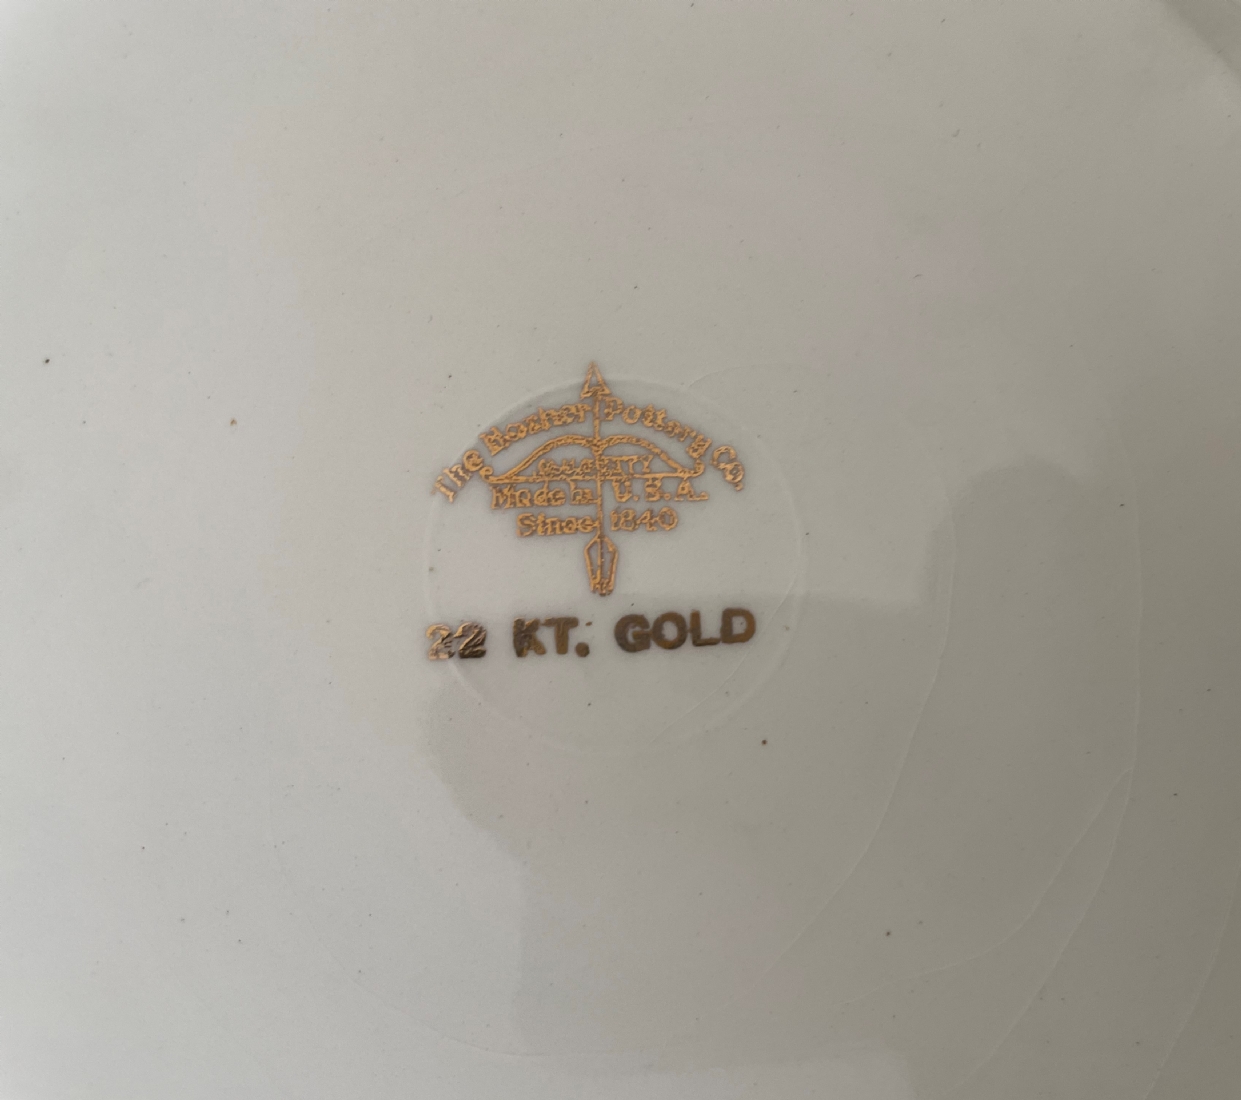 The Harker Pottery Co.
QUALITY
Made in U.S.A.
Since 1840
22 KT. GOLD